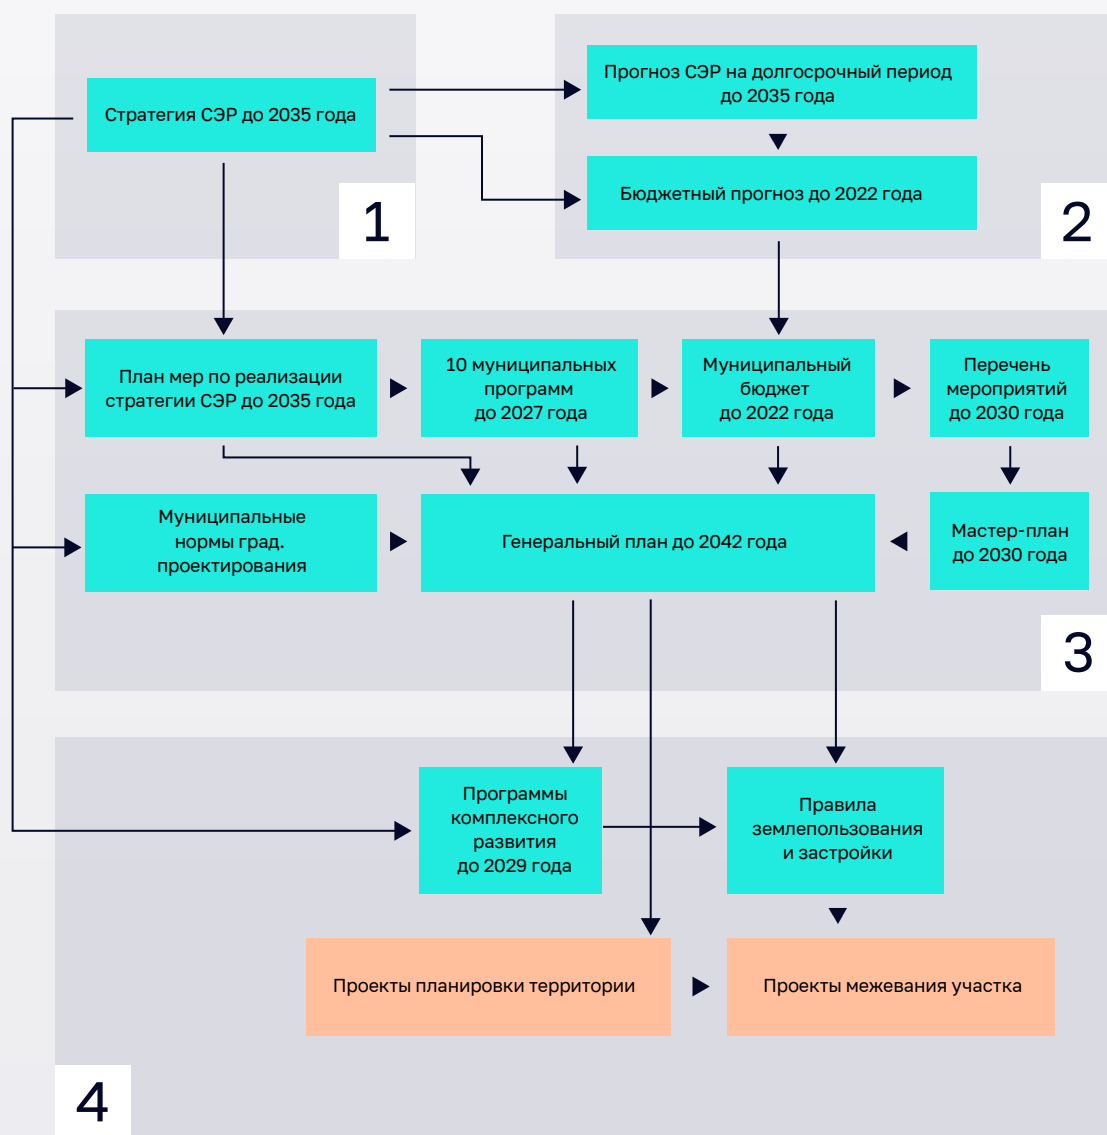 Стратегия СЭР до 2035 года
1
Прогноз СЭР на долгосрочный период
до 2035 года
Бюджетный прогноз до 2022 года
2
План мер по реализации
стратегии СЭР до 2035 года
10 муниципальных
программ
до 2027 года
Муниципальный
бюджет
до 2022 года
Перечень
мероприятий
до 2030 года
Муниципальные
нормы град.
проектирования
Генеральный план до 2042 года
Мастер-план
до 2030 года
3
Программы
комплексного
развития
до 2029 года
Правила
землепользования
и застройки
Проекты планировки территории
Проекты межевания участка
4